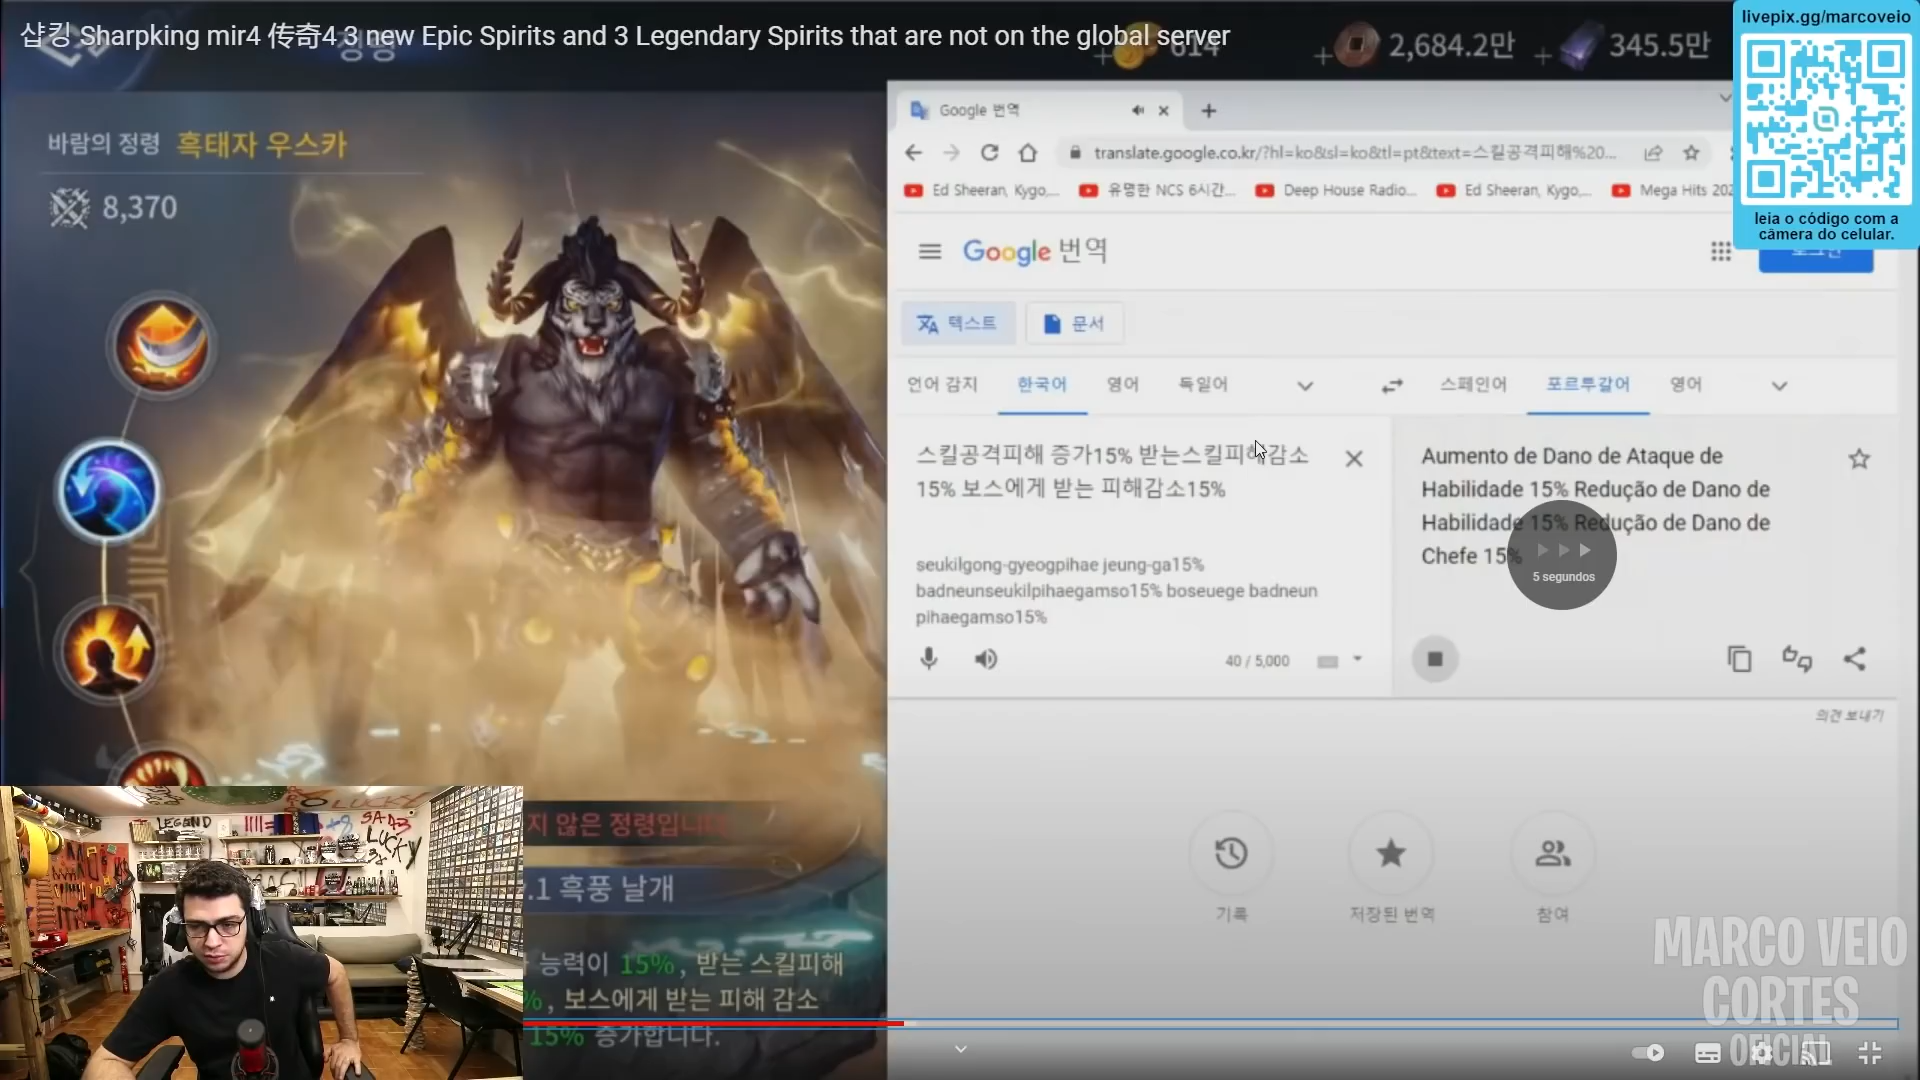 샵킹 Sharpking mir4 传奇4 3 new Epic Spirits and 3 Legendary Spirits that are not on the global server
정령
614
2,684.2만
345.5만
livepix.gg/marcoveio
leia o código com a
câmera do celular.
바람의 정령 흑태자 우스카
8,370
Google 번역
translate.google.co.kr/?hl=ko&sl=ko&tl=pt&text=스킬공격피해%20...
Ed Sheeran, Kygo,...
유명한 NCS 6시간...
Deep House Radio...
Ed Sheeran, Kygo,...
Mega Hits 202
Google 번역
로그인
텍스트
문서
언어 감지
한국어
영어
독일어
스페인어
포르투갈어
영어
스킬공격피해 증가15% 받는스킬피해감소
15% 보스에게 받는 피해감소15%
seukilgong-gyeogpihae jeung-ga15%
badneunseukilpihaegamso15% boseuege badneun
pihaegamso15%
40 / 5,000
Aumento de Dano de Ataque de
Habilidade 15% Redução de Dano de
Habilidade 15% Redução de Dano de
Chefe 15%
5 segundos
의견 보내기
기록
저장된 번역
참여
지 않은 정령입니다
.1 흑풍 날개
능력이 15%, 받는 스킬피해
%, 보스에게 받는 피해 감소
15% 증가합니다.
LEGEND
LUCKY
LUCKY
MARCO VEIO
CORTES
OFICIAL